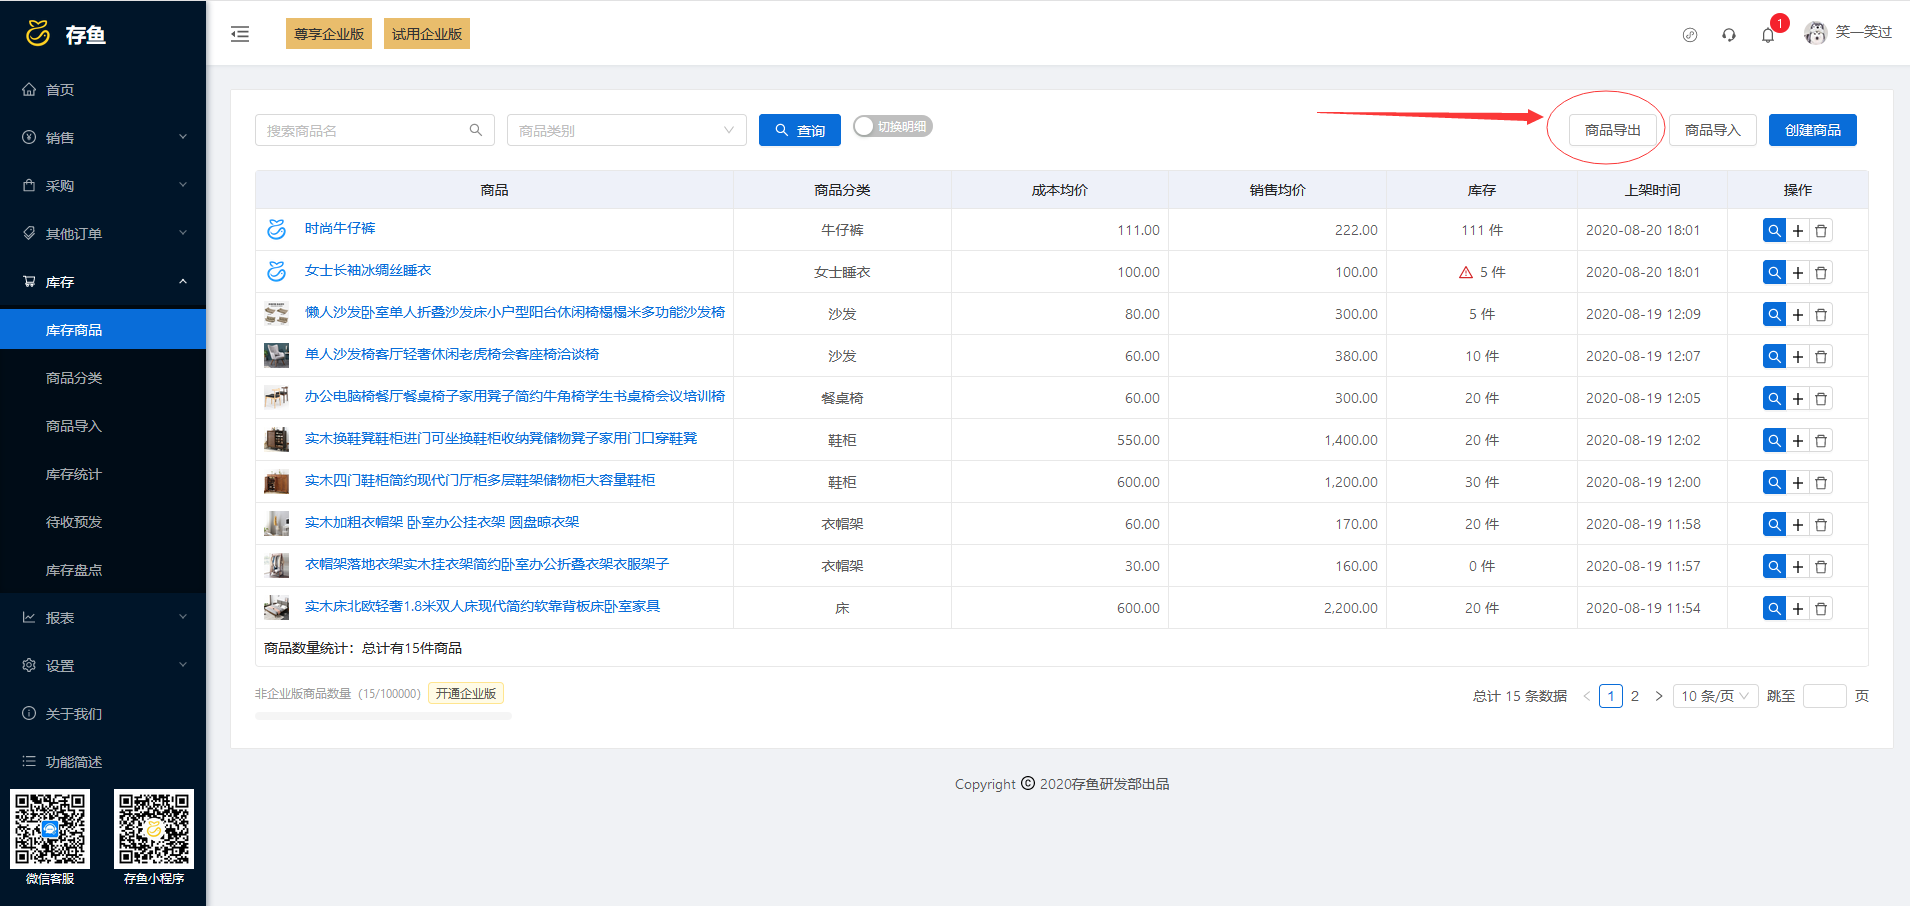 存鱼
尊享企业版 试用企业版
1
笑一笑过
首页
销售
采购
其他订单
库存
库存商品
商品分类
商品导入
库存统计
待收预发
库存盘点
报表
设置
关于我们
功能简述
微信客服 存鱼小程序
搜索商品名 商品类别 查询 切换明细 商品导出 商品导入 创建商品
商品 商品分类 成本均价 销售均价 库存 上架时间 操作
时尚牛仔裤 牛仔裤 111.00 222.00 111 件 2020-08-20 18:01
女士长袖冰绸丝睡衣 女士睡衣 100.00 100.00 5 件 2020-08-20 18:01
懒人沙发卧室单人折叠沙发床小户型阳台休闲椅榻榻米多功能沙发椅 沙发 80.00 300.00 5 件 2020-08-19 12:09
单人沙发椅客厅轻奢休闲老虎椅会客座椅洽谈椅 沙发 60.00 380.00 10 件 2020-08-19 12:07
办公电脑椅餐厅餐桌椅子家用凳子简约牛角椅学生书桌椅会议培训椅 餐桌椅 60.00 300.00 20 件 2020-08-19 12:05
实木换鞋凳鞋柜进门可坐换鞋柜收纳凳储物凳子家用门口穿鞋凳 鞋柜 550.00 1,400.00 20 件 2020-08-19 12:02
实木四门鞋柜简约现代门厅柜多层鞋架储物柜大容量鞋柜 鞋柜 600.00 1,200.00 30 件 2020-08-19 12:00
实木加粗衣帽架 卧室办公挂衣架 圆盘晾衣架 衣帽架 60.00 170.00 20 件 2020-08-19 11:58
衣帽架落地衣架实木挂衣架简约卧室办公折叠衣架衣服架子 衣帽架 30.00 160.00 0 件 2020-08-19 11:57
实木床北欧轻奢1.8米双人床现代简约软靠背板床卧室家具 床 600.00 2,200.00 20 件 2020-08-19 11:54
商品数量统计：总计有15件商品
非企业版商品数量（15/100000） 开通企业版
总计 15 条数据 < 1 2 > 10 条/页 跳至 页
Copyright © 2020存鱼研发部出品